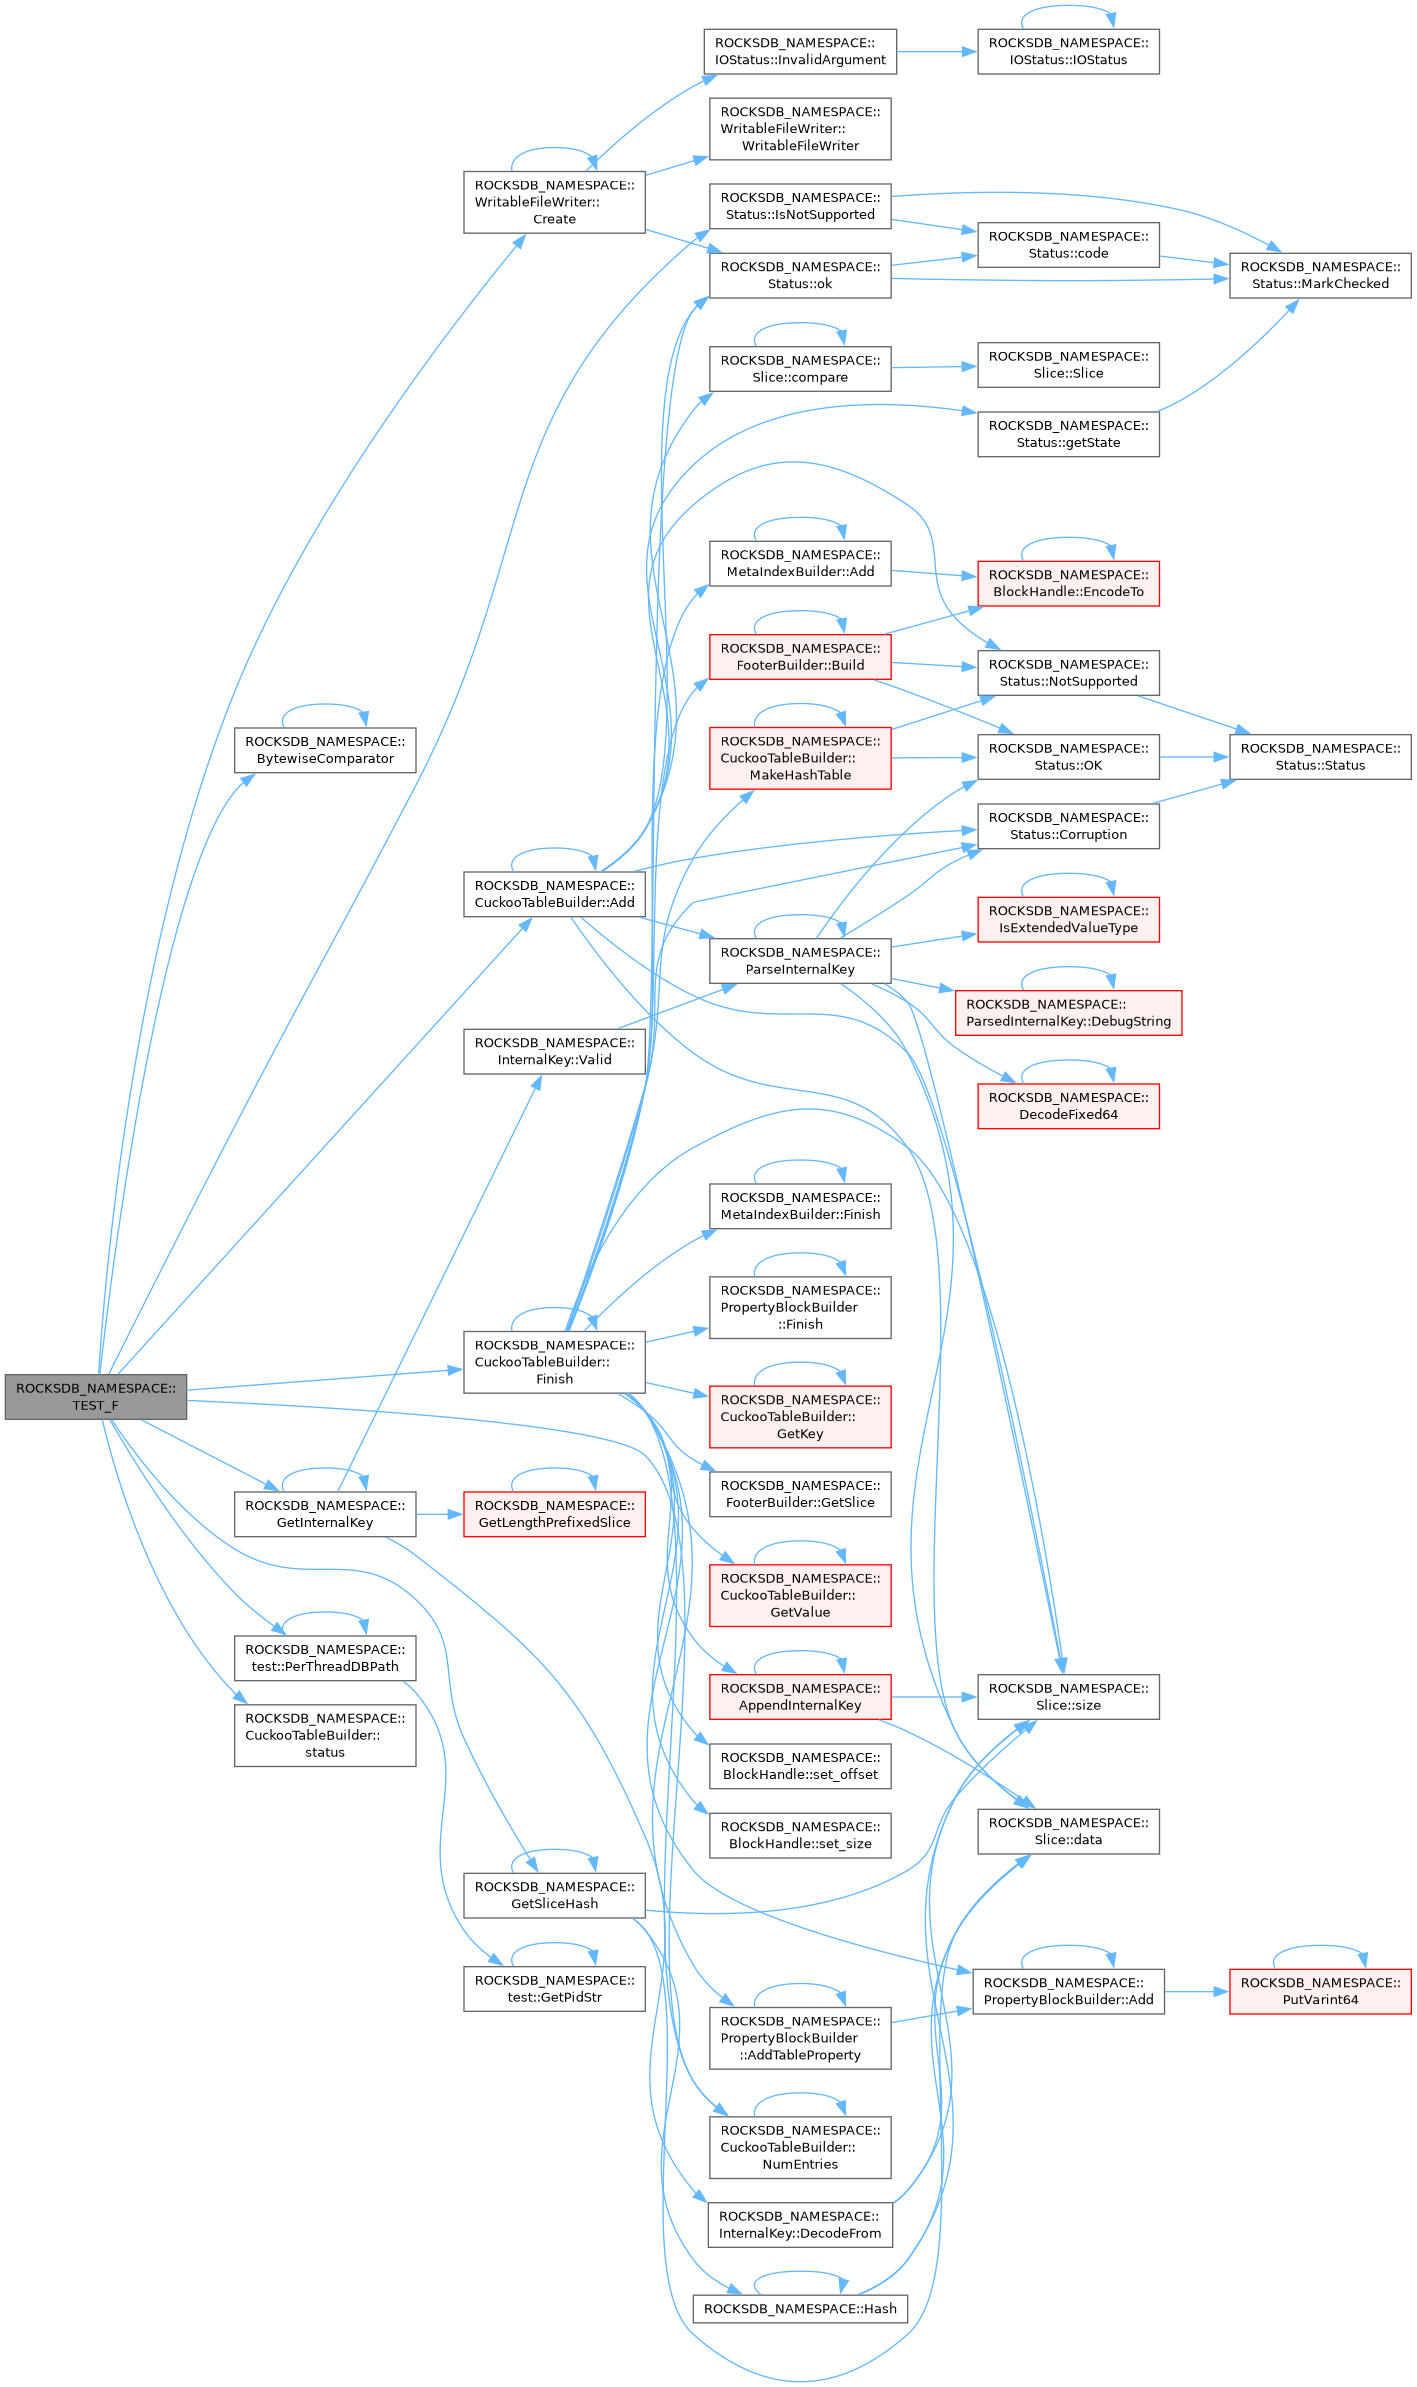 ROCKSDB_NAMESPACE::
TEST_F
ROCKSDB_NAMESPACE::
BytewiseComparator
ROCKSDB_NAMESPACE::
GetInternalKey
ROCKSDB_NAMESPACE::
test::PerThreadDBPath
ROCKSDB_NAMESPACE::
CuckooTableBuilder::
status
ROCKSDB_NAMESPACE::
WritableFileWriter::
Create
ROCKSDB_NAMESPACE::
CuckooTableBuilder::Add
ROCKSDB_NAMESPACE::
InternalKey::Valid
ROCKSDB_NAMESPACE::
CuckooTableBuilder::
Finish
ROCKSDB_NAMESPACE::
GetLengthPrefixedSlice
ROCKSDB_NAMESPACE::
GetSliceHash
ROCKSDB_NAMESPACE::
test::GetPidStr
ROCKSDB_NAMESPACE::
IOStatus::InvalidArgument
ROCKSDB_NAMESPACE::
WritableFileWriter::
WritableFileWriter
ROCKSDB_NAMESPACE::
Status::IsNotSupported
ROCKSDB_NAMESPACE::
Status::ok
ROCKSDB_NAMESPACE::
Slice::compare
ROCKSDB_NAMESPACE::
MetaIndexBuilder::Add
ROCKSDB_NAMESPACE::
FooterBuilder::Build
ROCKSDB_NAMESPACE::
CuckooTableBuilder::
MakeHashTable
ROCKSDB_NAMESPACE::
ParseInternalKey
ROCKSDB_NAMESPACE::
MetaIndexBuilder::Finish
ROCKSDB_NAMESPACE::
PropertyBlockBuilder
::Finish
ROCKSDB_NAMESPACE::
CuckooTableBuilder::
GetKey
ROCKSDB_NAMESPACE::
FooterBuilder::GetSlice
ROCKSDB_NAMESPACE::
CuckooTableBuilder::
GetValue
ROCKSDB_NAMESPACE::
AppendInternalKey
ROCKSDB_NAMESPACE::
BlockHandle::set_offset
ROCKSDB_NAMESPACE::
BlockHandle::set_size
ROCKSDB_NAMESPACE::
PropertyBlockBuilder
::AddTableProperty
ROCKSDB_NAMESPACE::
CuckooTableBuilder::
NumEntries
ROCKSDB_NAMESPACE::
InternalKey::DecodeFrom
ROCKSDB_NAMESPACE::Hash
ROCKSDB_NAMESPACE::
IOStatus::IOStatus
ROCKSDB_NAMESPACE::
Status::code
ROCKSDB_NAMESPACE::
Slice::Slice
ROCKSDB_NAMESPACE::
Status::getState
ROCKSDB_NAMESPACE::
BlockHandle::EncodeTo
ROCKSDB_NAMESPACE::
Status::NotSupported
ROCKSDB_NAMESPACE::
Status::OK
ROCKSDB_NAMESPACE::
Status::Corruption
ROCKSDB_NAMESPACE::
IsExtendedValueType
ROCKSDB_NAMESPACE::
ParsedInternalKey::DebugString
ROCKSDB_NAMESPACE::
DecodeFixed64
ROCKSDB_NAMESPACE::
Slice::size
ROCKSDB_NAMESPACE::
Slice::data
ROCKSDB_NAMESPACE::
PropertyBlockBuilder::Add
ROCKSDB_NAMESPACE::
Status::MarkChecked
ROCKSDB_NAMESPACE::
Status::Status
ROCKSDB_NAMESPACE::
PutVarint64